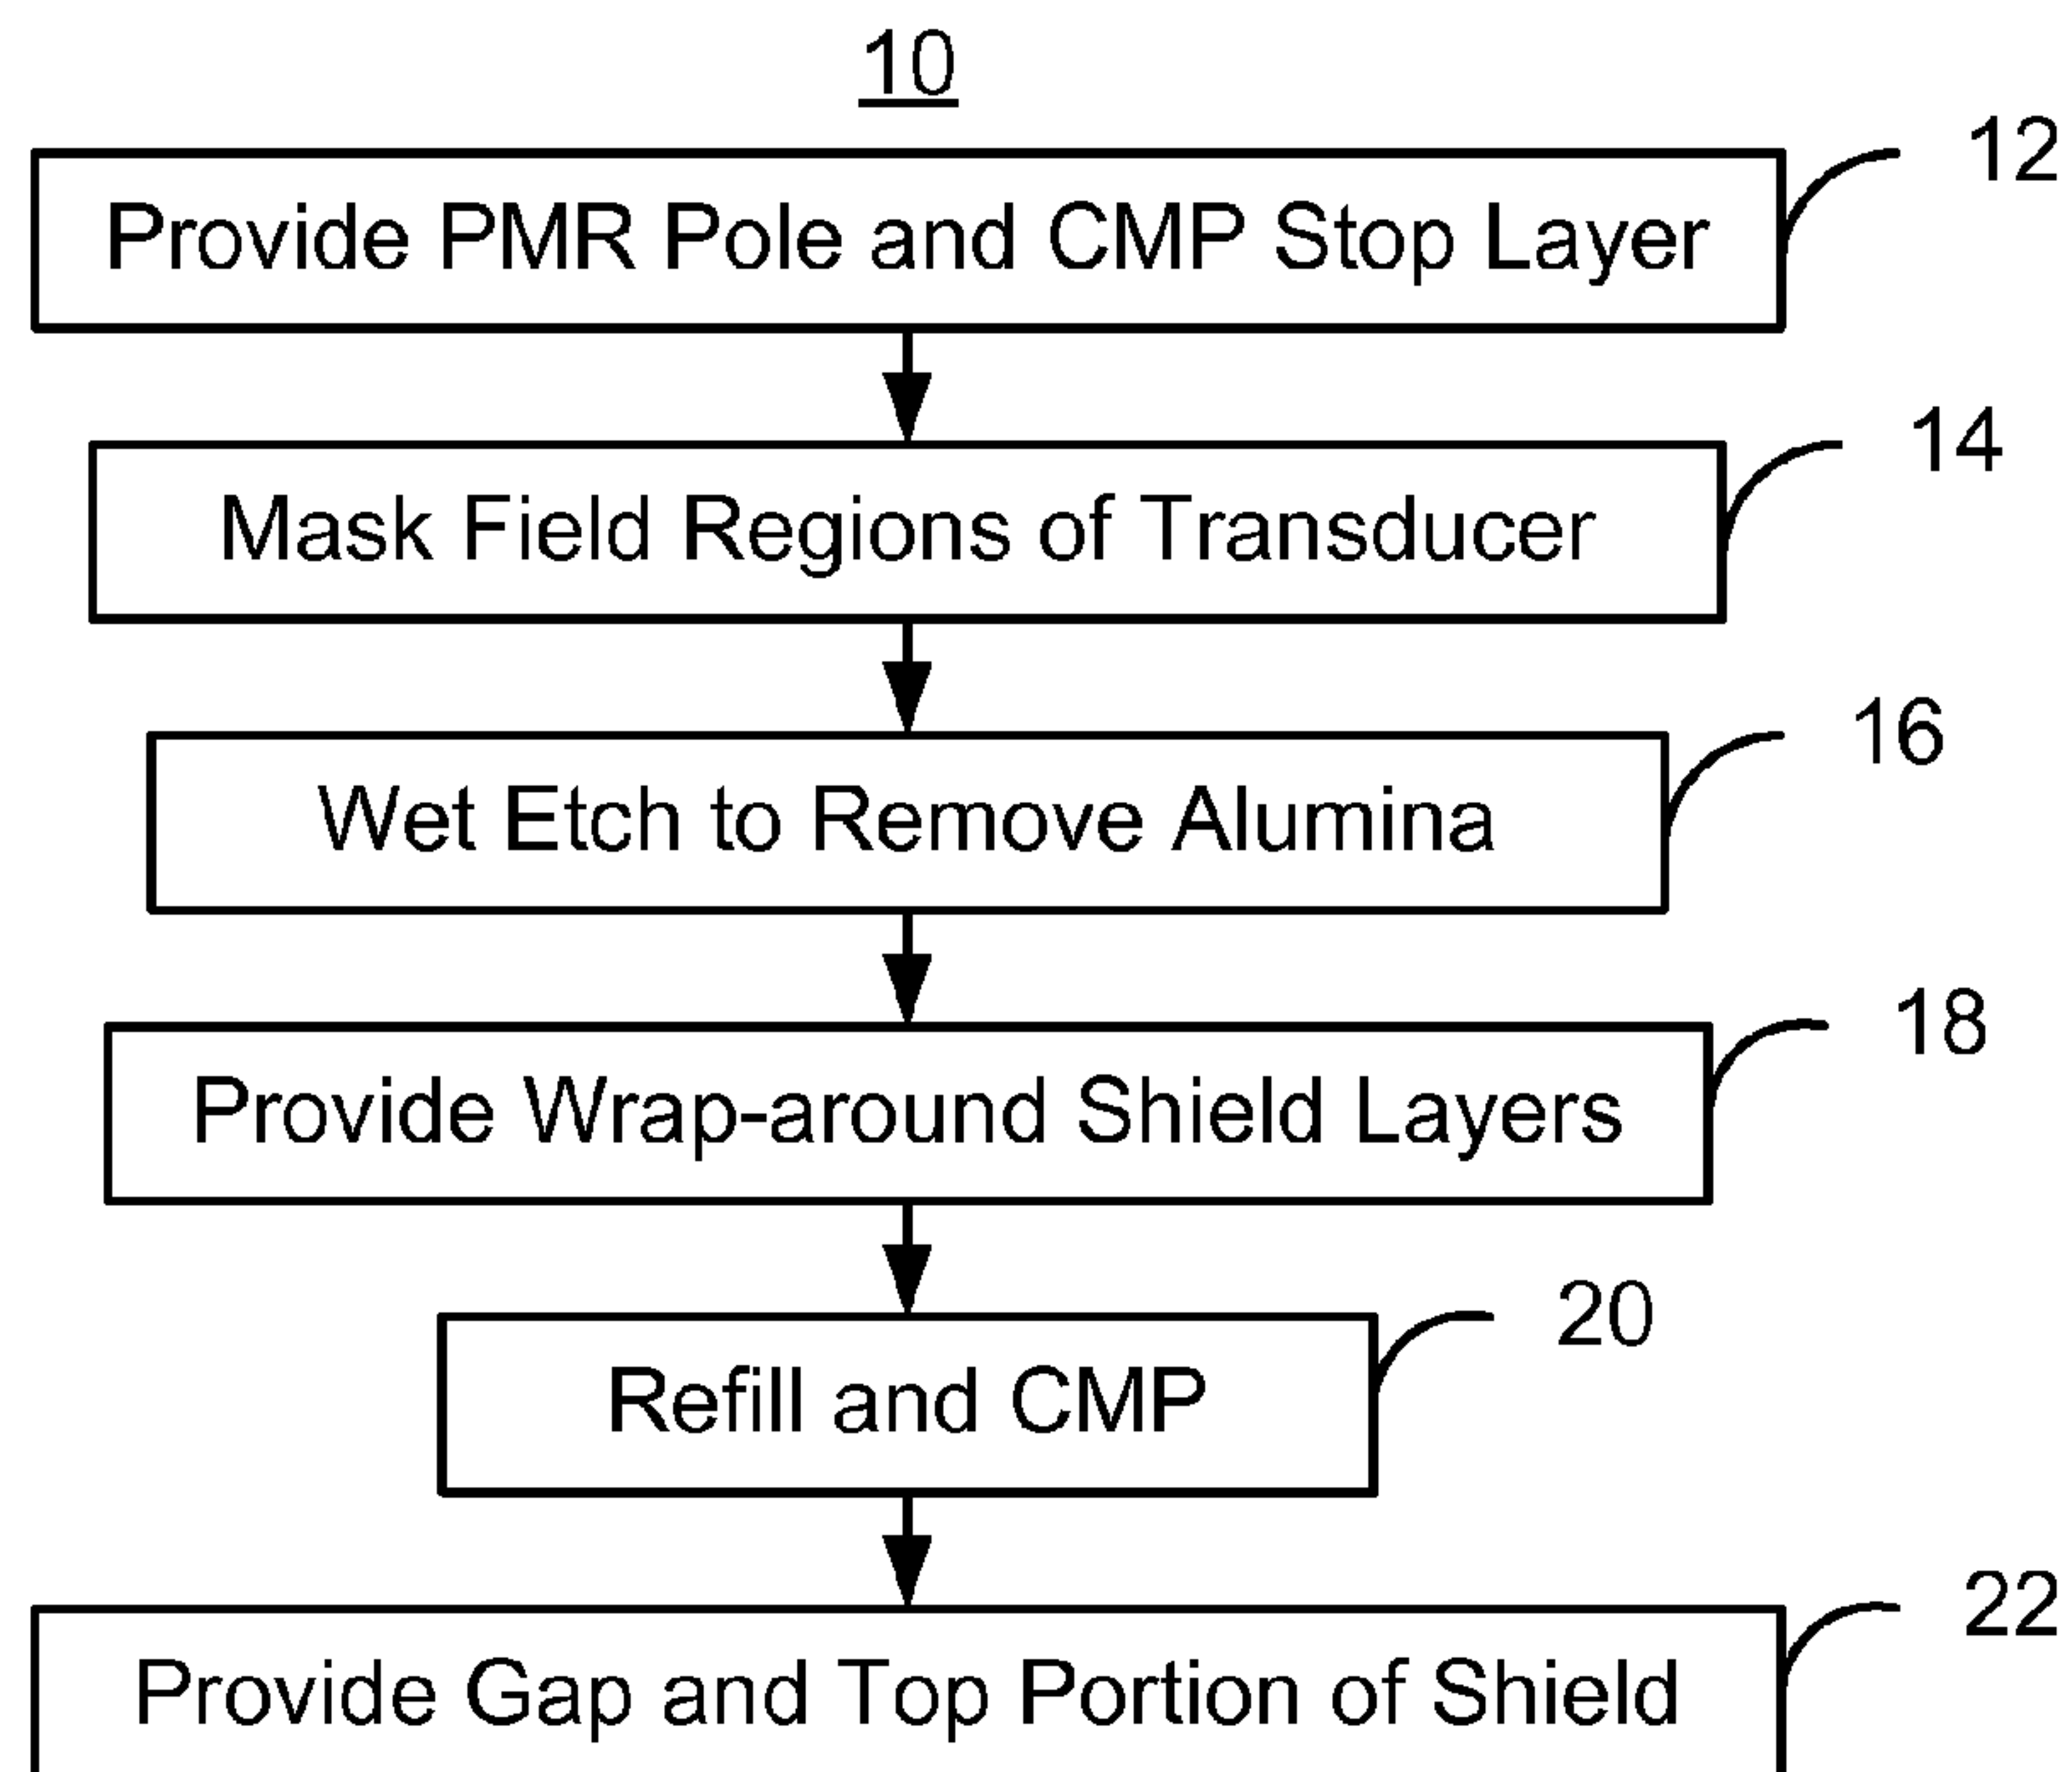 10
12
Provide PMR Pole and CMP Stop Layer
14
Mask Field Regions of Transducer
16
Wet Etch to Remove Alumina
18
Provide Wrap-around Shield Layers
20
Refill and CMP
22
Provide Gap and Top Portion of Shield